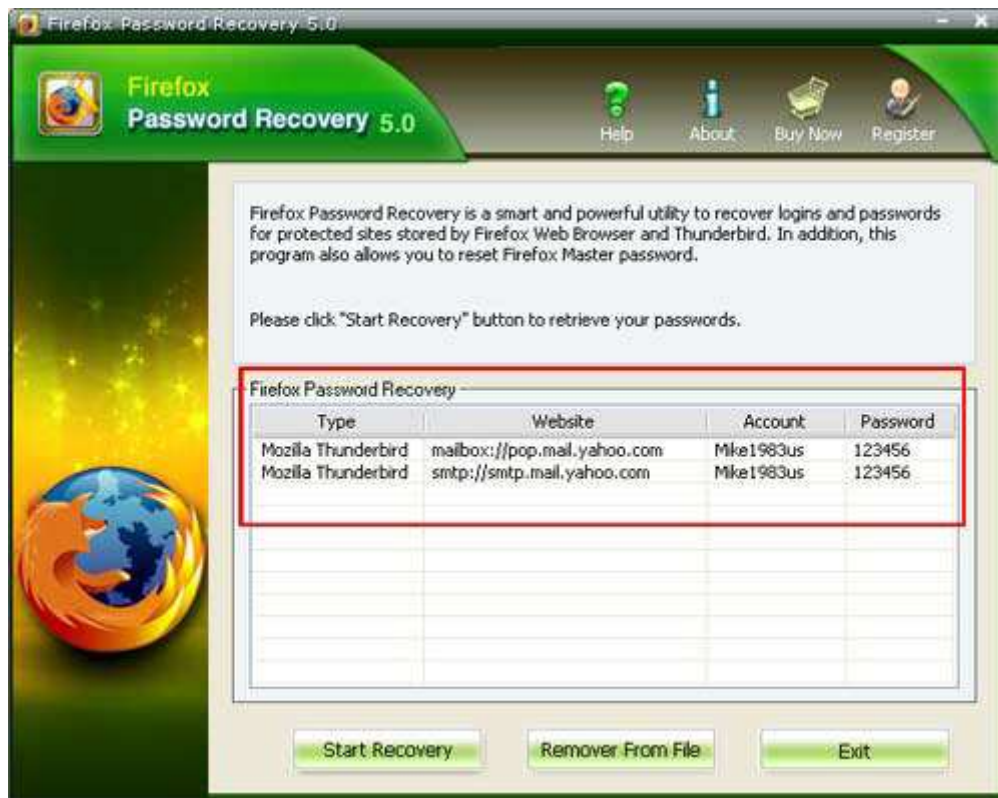 Firefox Password Recovery 5.0
Firefox
Password Recovery 5.0
Help About Buy Now Register
Firefox Password Recovery is a smart and powerful utility to recover logins and passwords
for protected sites stored by Firefox Web Browser and Thunderbird. In addition, this
program also allows you to reset Firefox Master password.
Please click "Start Recovery" button to retrieve your passwords.
Firefox Password Recovery
Type Website Account Password
Mozilla Thunderbird mailbox://pop.mail.yahoo.com Mike1983us 123456
Mozilla Thunderbird smtp://smtp.mail.yahoo.com Mike1983us 123456
Start Recovery Remover From File Exit